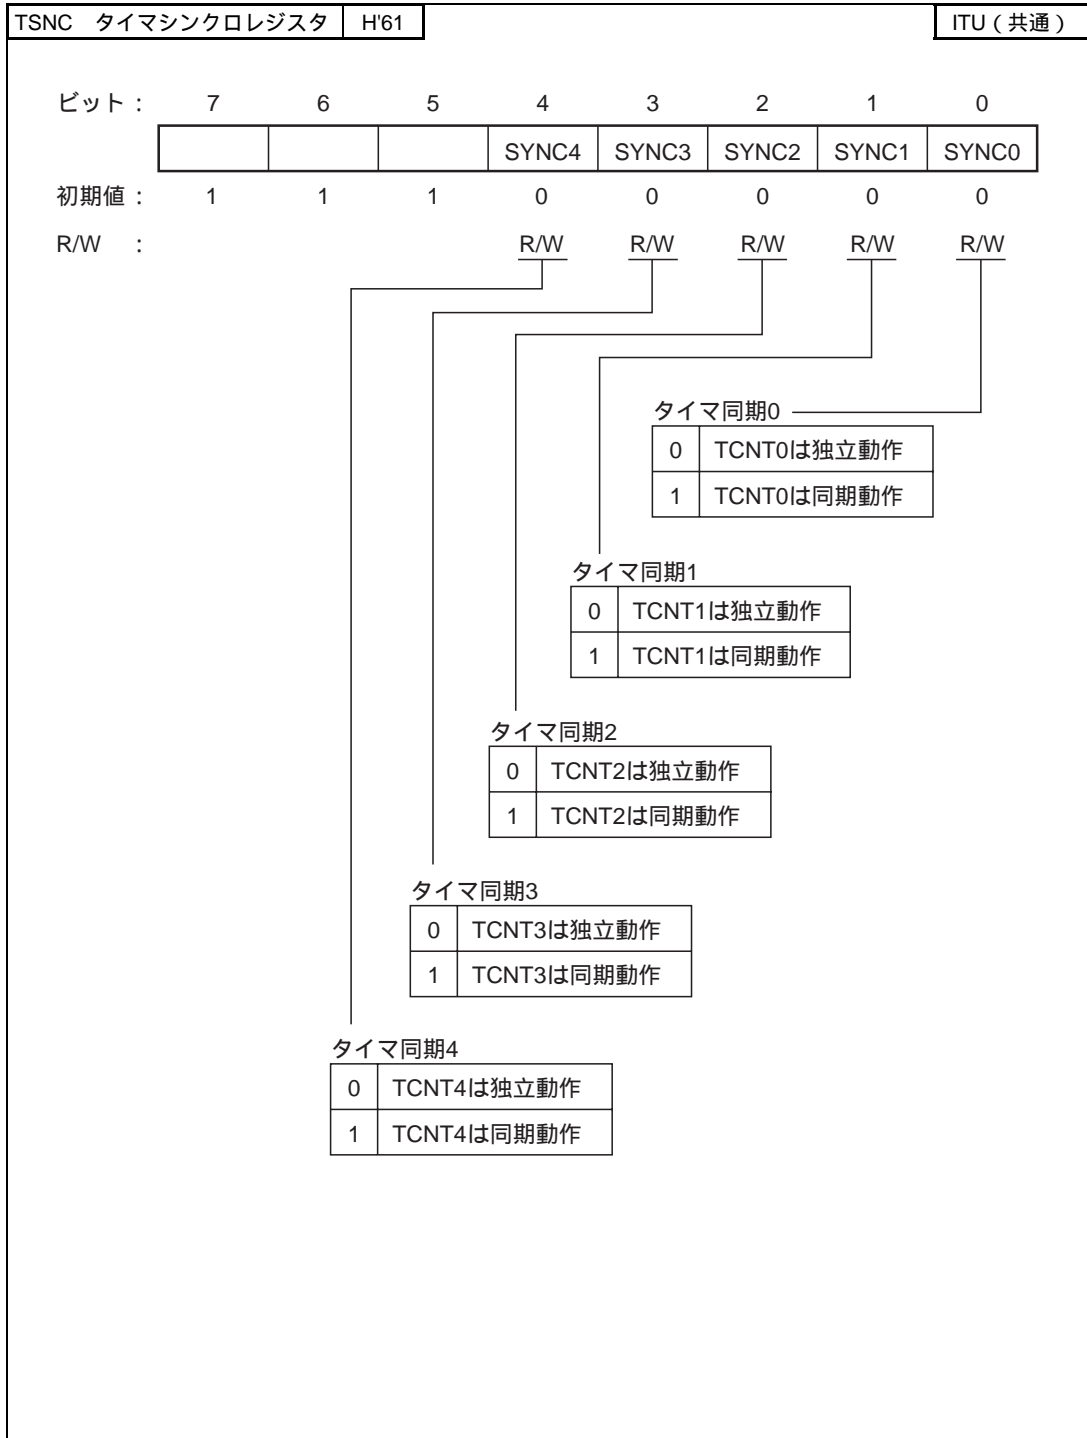 TSNC　タイマシンクロレジスタ　H'61　ITU（共通）
ビット：　7　6　5　4　3　2　1　0
SYNC4　SYNC3　SYNC2　SYNC1　SYNC0
初期値：　1　1　1　0　0　0　0　0
R/W　：　R/W　R/W　R/W　R/W　R/W
タイマ同期0
0　TCNT0は独立動作
1　TCNT0は同期動作
タイマ同期1
0　TCNT1は独立動作
1　TCNT1は同期動作
タイマ同期2
0　TCNT2は独立動作
1　TCNT2は同期動作
タイマ同期3
0　TCNT3は独立動作
1　TCNT3は同期動作
タイマ同期4
0　TCNT4は独立動作
1　TCNT4は同期動作